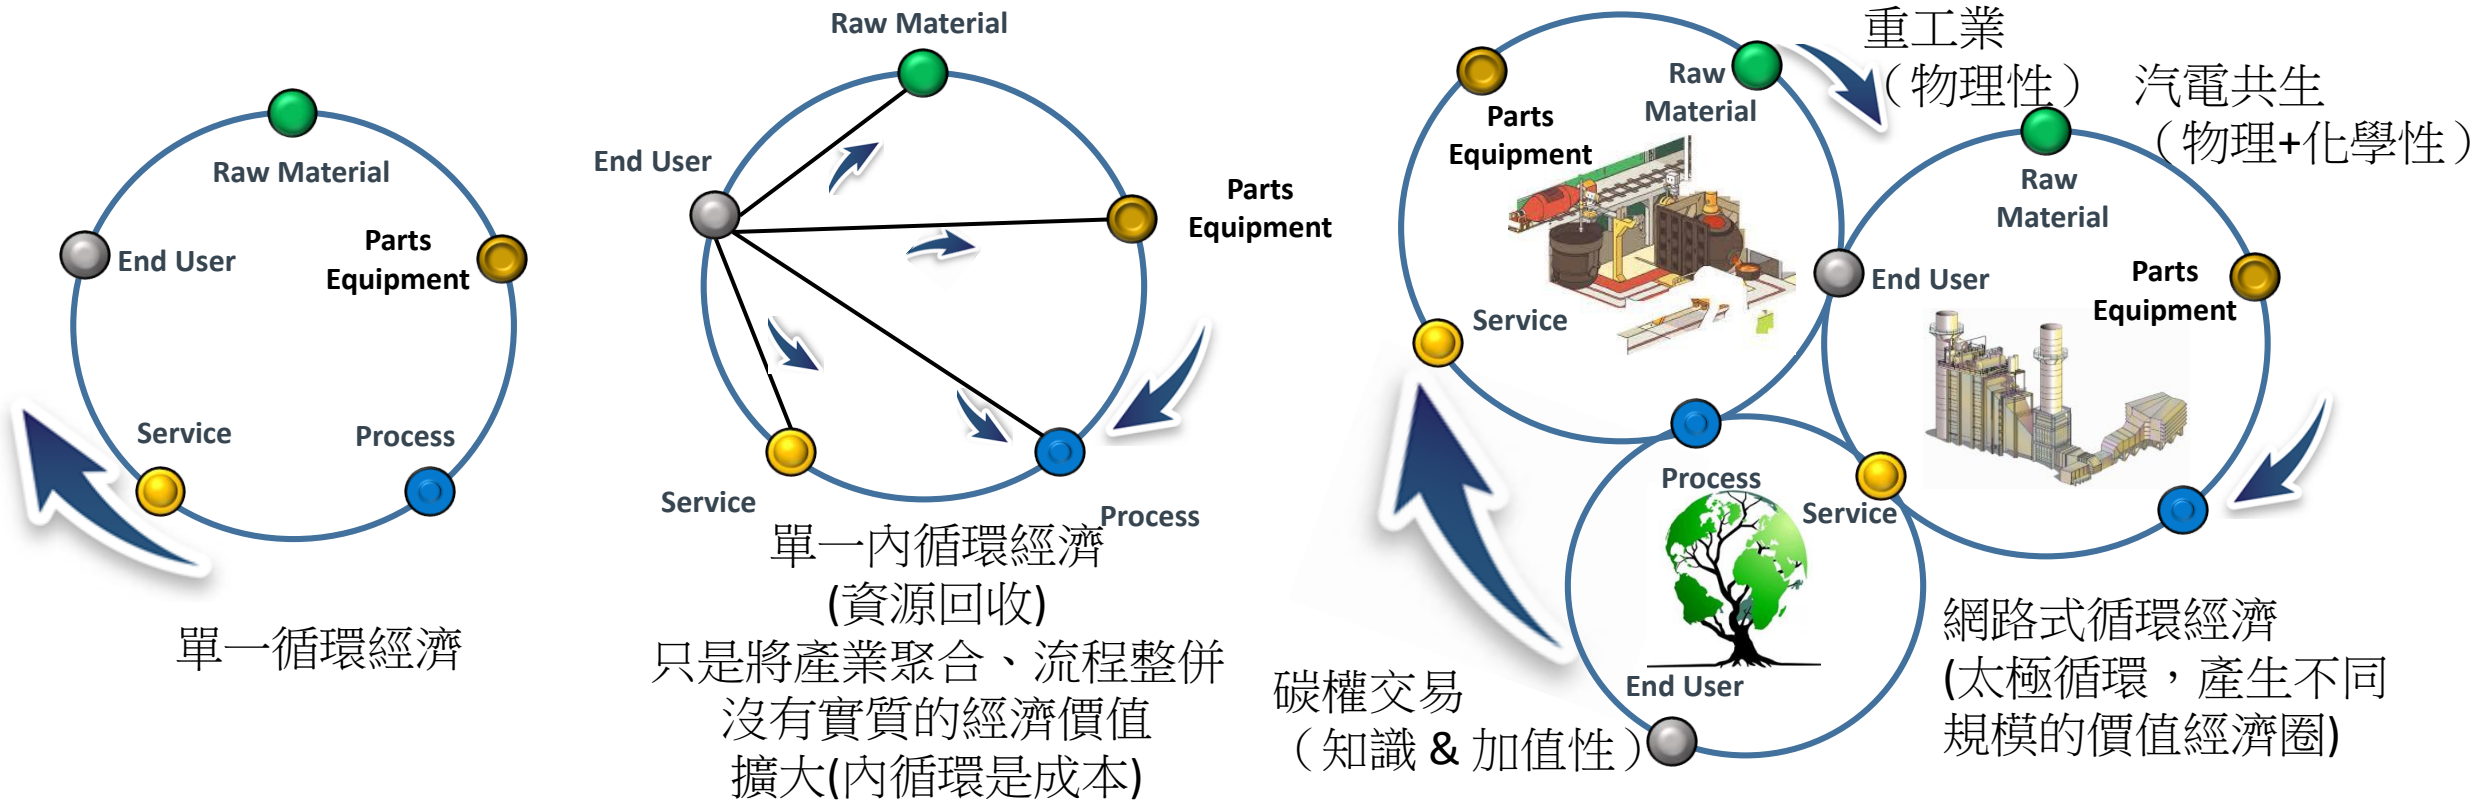 Raw Material
End User
Parts
Equipment
Service
Process
單一循環經濟
Raw Material
End User
Parts
Equipment
Service
Process
單一內循環經濟
(資源回收)
只是將產業聚合、流程整併
沒有實質的經濟價值
擴大(內循環是成本)
重工業
（物理性）
Raw
Material
Parts
Equipment
Service
汽電共生
（物理+化學性）
Raw
Material
End User
Parts
Equipment
Process
Service
End User
碳權交易
（知識 & 加值性）
網路式循環經濟
(太極循環，產生不同
規模的價值經濟圈)